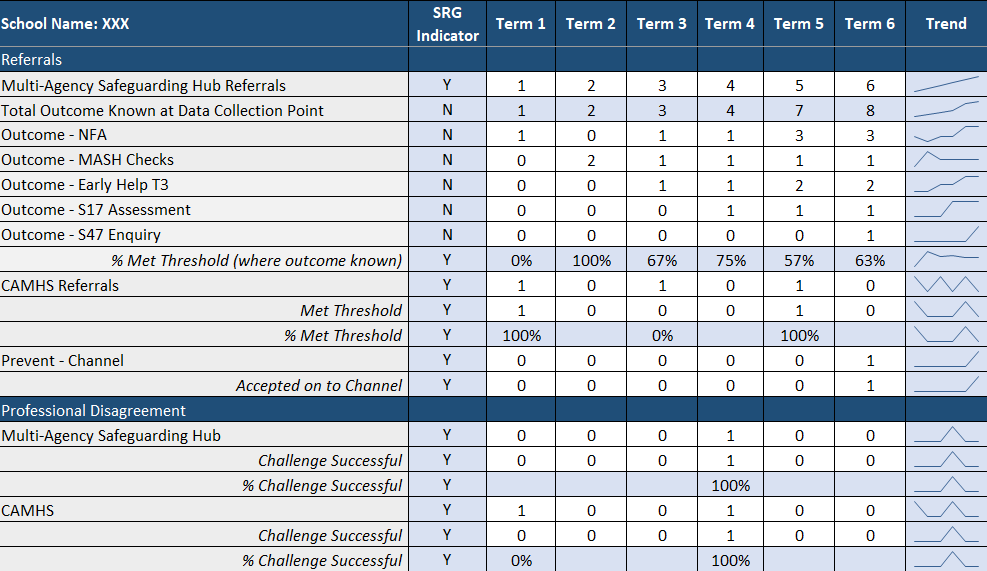 School Name: XXX SRG Indicator Term 1 Term 2 Term 3 Term 4 Term 5 Term 6 Trend
Referrals
Multi-Agency Safeguarding Hub Referrals Y 1 2 3 4 5 6
Total Outcome Known at Data Collection Point N 1 2 3 4 7 8
Outcome - NFA N 1 0 1 1 3 3
Outcome - MASH Checks N 0 2 1 1 1 1
Outcome - Early Help T3 N 0 0 1 1 2 2
Outcome - S17 Assessment N 0 0 0 1 1 1
Outcome - S47 Enquiry N 0 0 0 0 0 1
% Met Threshold (where outcome known) Y 0% 100% 67% 75% 57% 63%
CAMHS Referrals Y 1 0 1 0 1 0
Met Threshold Y 1 0 0 0 1 0
% Met Threshold Y 100% 0% 100%
Prevent - Channel Y 0 0 0 0 0 1
Accepted on to Channel Y 0 0 0 0 0 1
Professional Disagreement
Multi-Agency Safeguarding Hub Y 0 0 0 1 0 0
Challenge Successful Y 0 0 0 1 0 0
% Challenge Successful Y 100%
CAMHS Y 1 0 0 1 0 0
Challenge Successful Y 0 0 0 1 0 0
% Challenge Successful Y 0% 100%